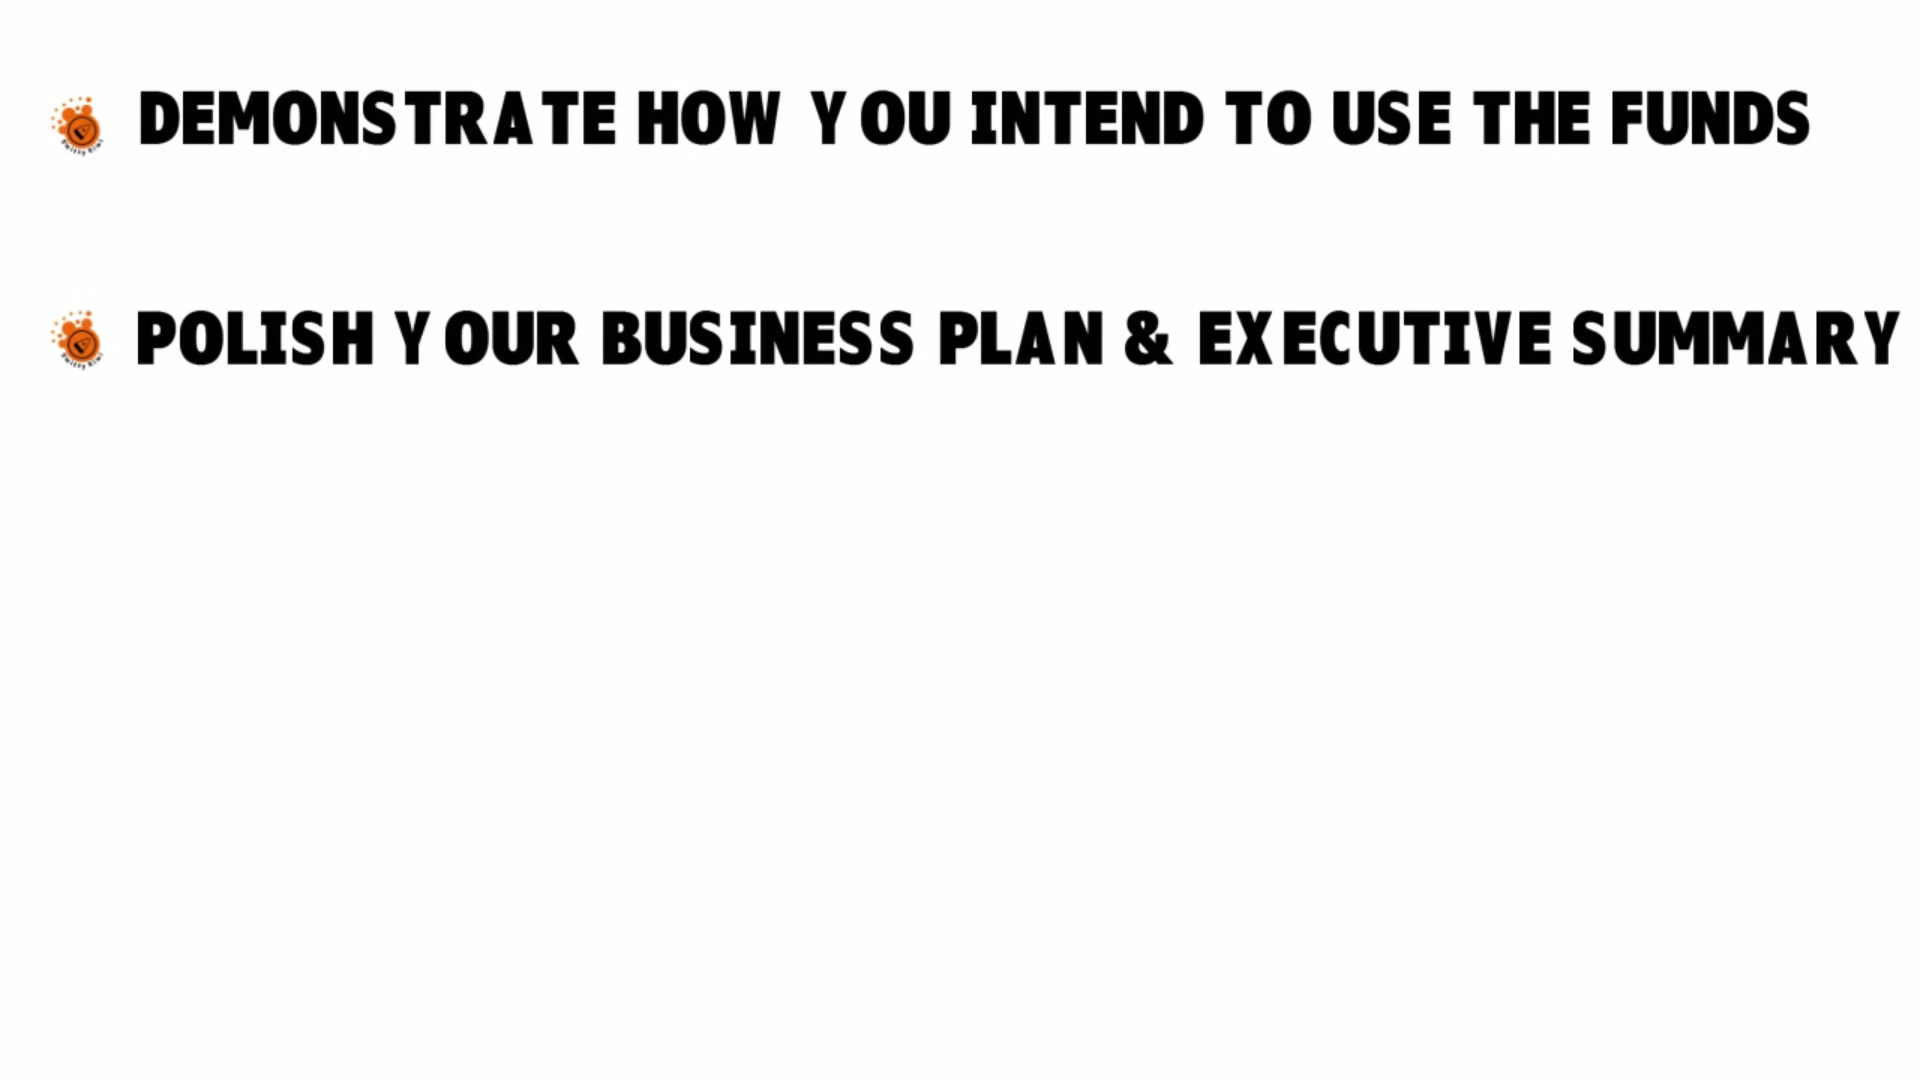 DEMONSTRATE HOW YOU INTEND TO USE THE FUNDS
POLISH YOUR BUSINESS PLAN & EXECUTIVE SUMMARY